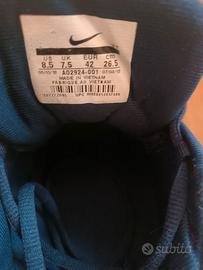 US UK EUR cm
8.5 7.5 42 26.5
AO2924-001
MADE IN VIETNAM
FABRIQUE AU VIETNAM
UPC
subito